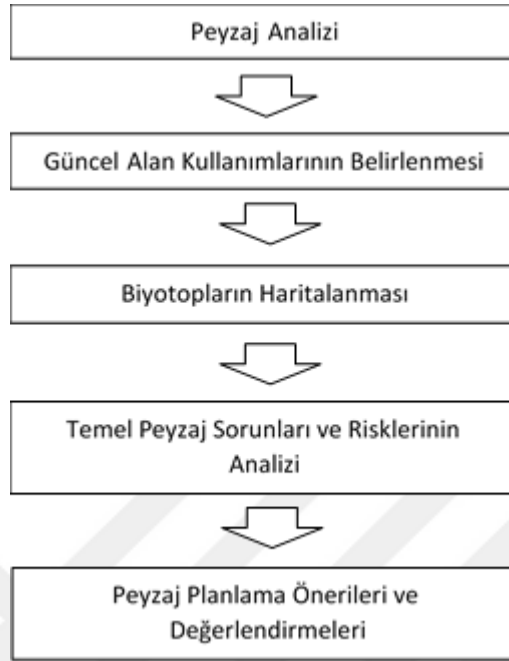 Peyzaj Analizi
Güncel Alan Kullanımlarının Belirlenmesi
Biyotopların Haritalanması
Temel Peyzaj Sorunları ve Risklerinin
Analizi
Peyzaj Planlama Önerileri ve
Değerlendirmeleri